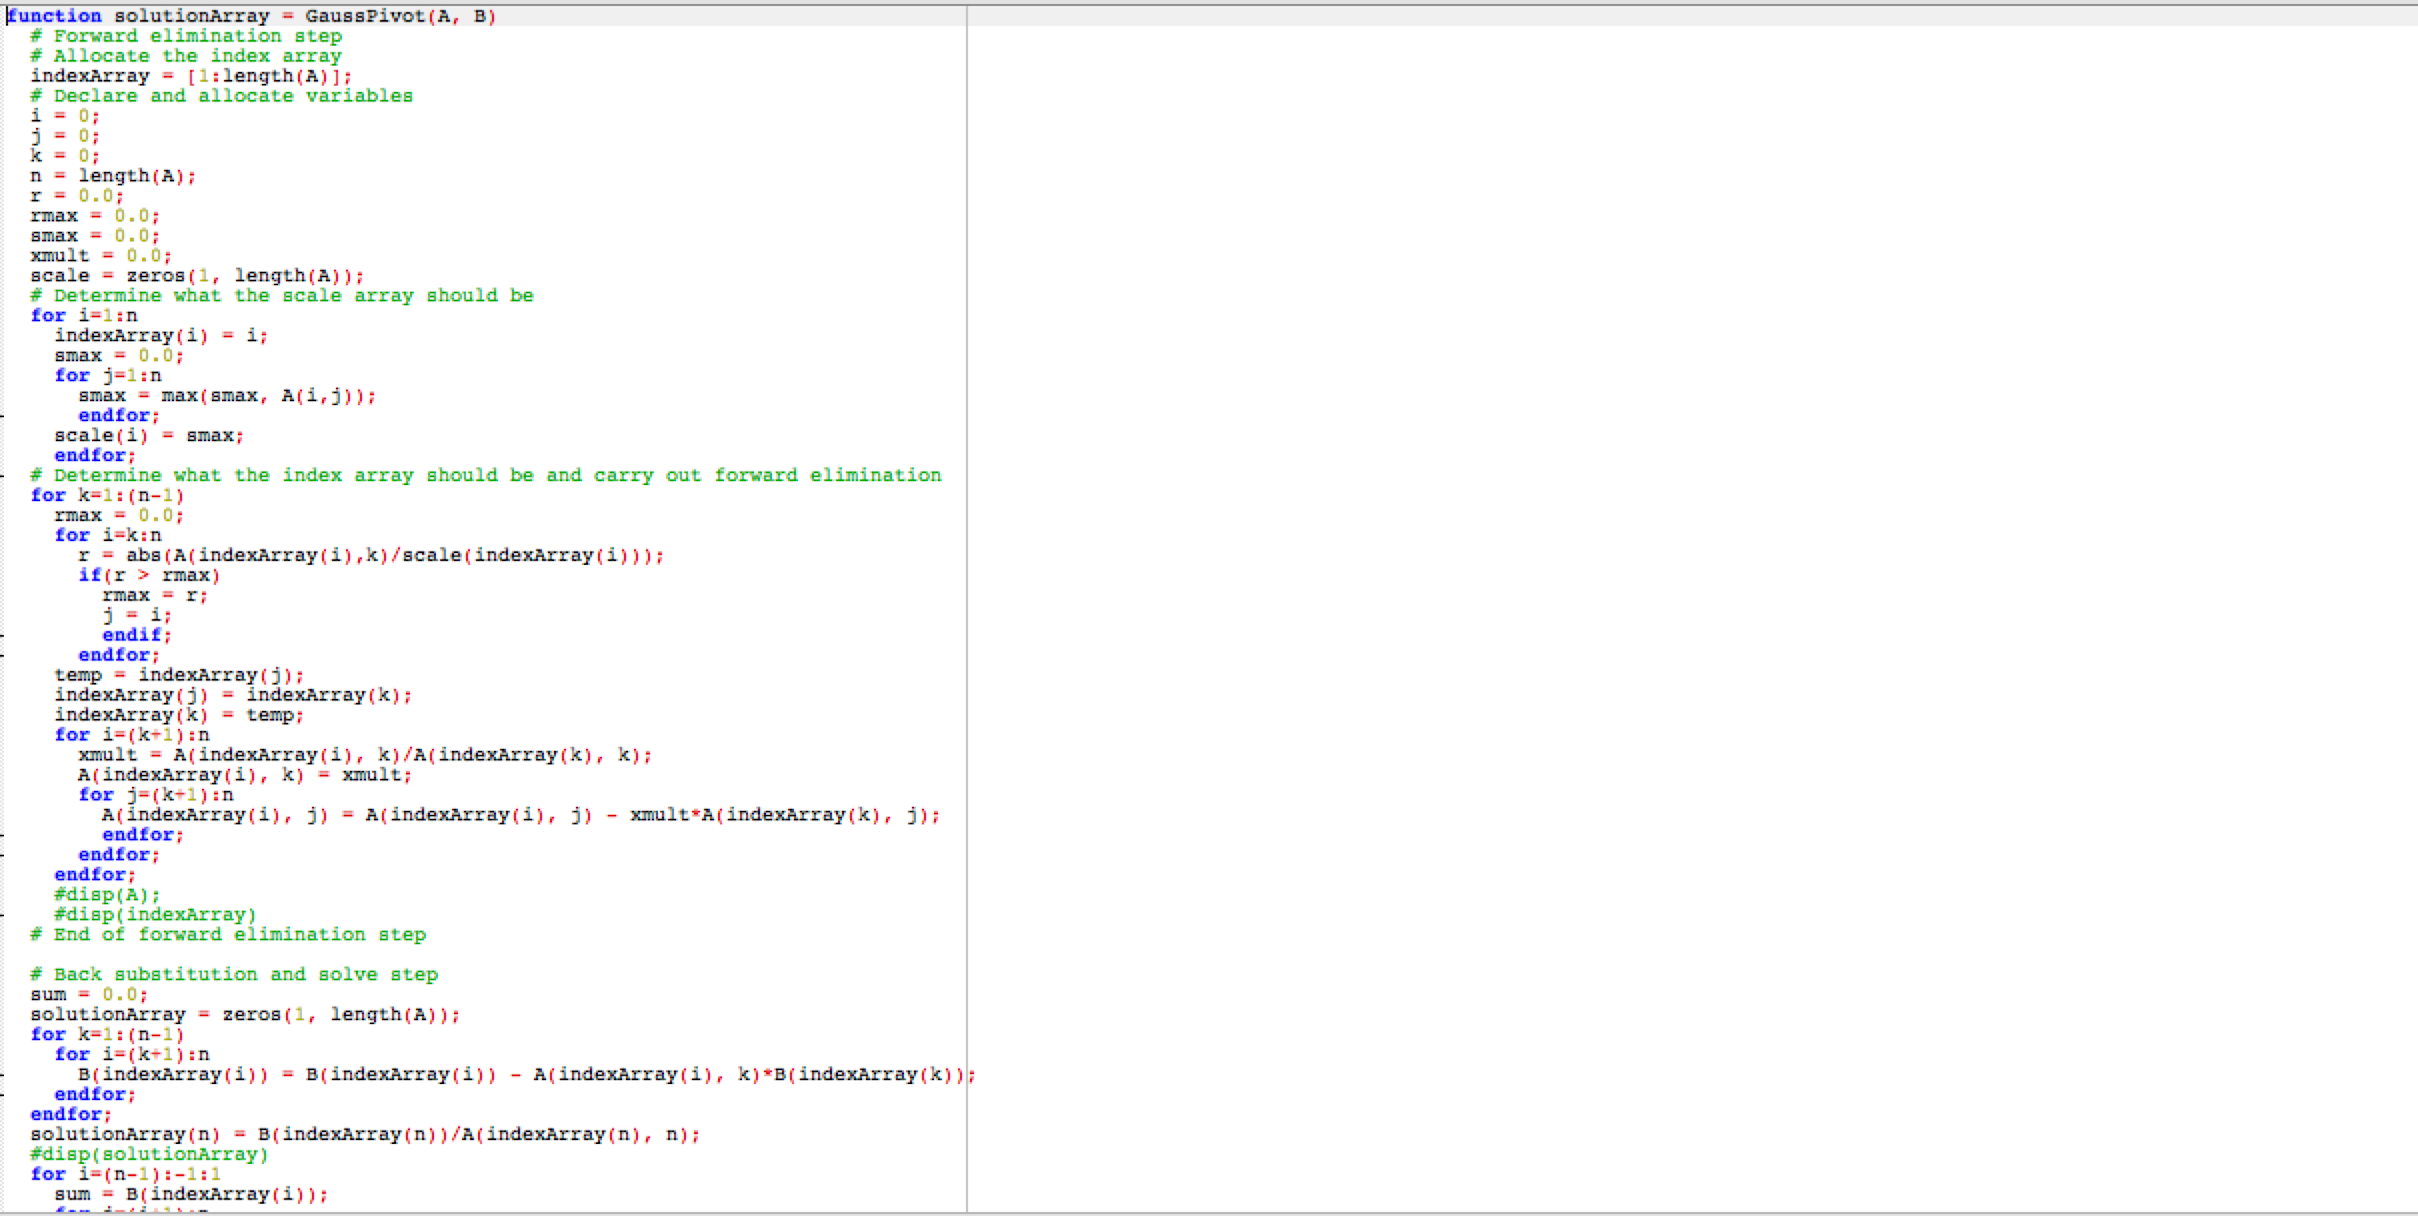 function solutionArray = GaussPivot(A, B)
  # Forward elimination step
  # Allocate the index array
  indexArray = [1:length(A)];
  # Declare and allocate variables
  i = 0;
  j = 0;
  k = 0;
  n = length(A);
  r = 0.0;
  rmax = 0.0;
  smax = 0.0;
  xmult = 0.0;
  scale = zeros(1, length(A));
  # Determine what the scale array should be
  for i=1:n
    indexArray(i) = i;
    smax = 0.0;
    for j=1:n
      smax = max(smax, A(i,j));
      endfor;
    scale(i) = smax;
    endfor;
  # Determine what the index array should be and carry out forward elimination
  for k=1:(n-1)
    rmax = 0.0;
    for i=k:n
      r = abs(A(indexArray(i),k)/scale(indexArray(i)));
      if(r > rmax)
        rmax = r;
        j = i;
        endif;
      endfor;
    temp = indexArray(j);
    indexArray(j) = indexArray(k);
    indexArray(k) = temp;
    for i=(k+1):n
      xmult = A(indexArray(i), k)/A(indexArray(k), k);
      A(indexArray(i), k) = xmult;
      for j=(k+1):n
        A(indexArray(i), j) = A(indexArray(i), j) - xmult*A(indexArray(k), j);
        endfor;
      endfor;
    endfor;
    #disp(A);
    #disp(indexArray)
  # End of forward elimination step

  # Back substitution and solve step
  sum = 0.0;
  solutionArray = zeros(1, length(A));
  for k=1:(n-1)
    for i=(k+1):n
      B(indexArray(i)) = B(indexArray(i)) - A(indexArray(i), k)*B(indexArray(k));
    endfor;
  endfor;
  solutionArray(n) = B(indexArray(n))/A(indexArray(n), n);
  #disp(solutionArray)
  for i=(n-1):-1:1
    sum = B(indexArray(i));